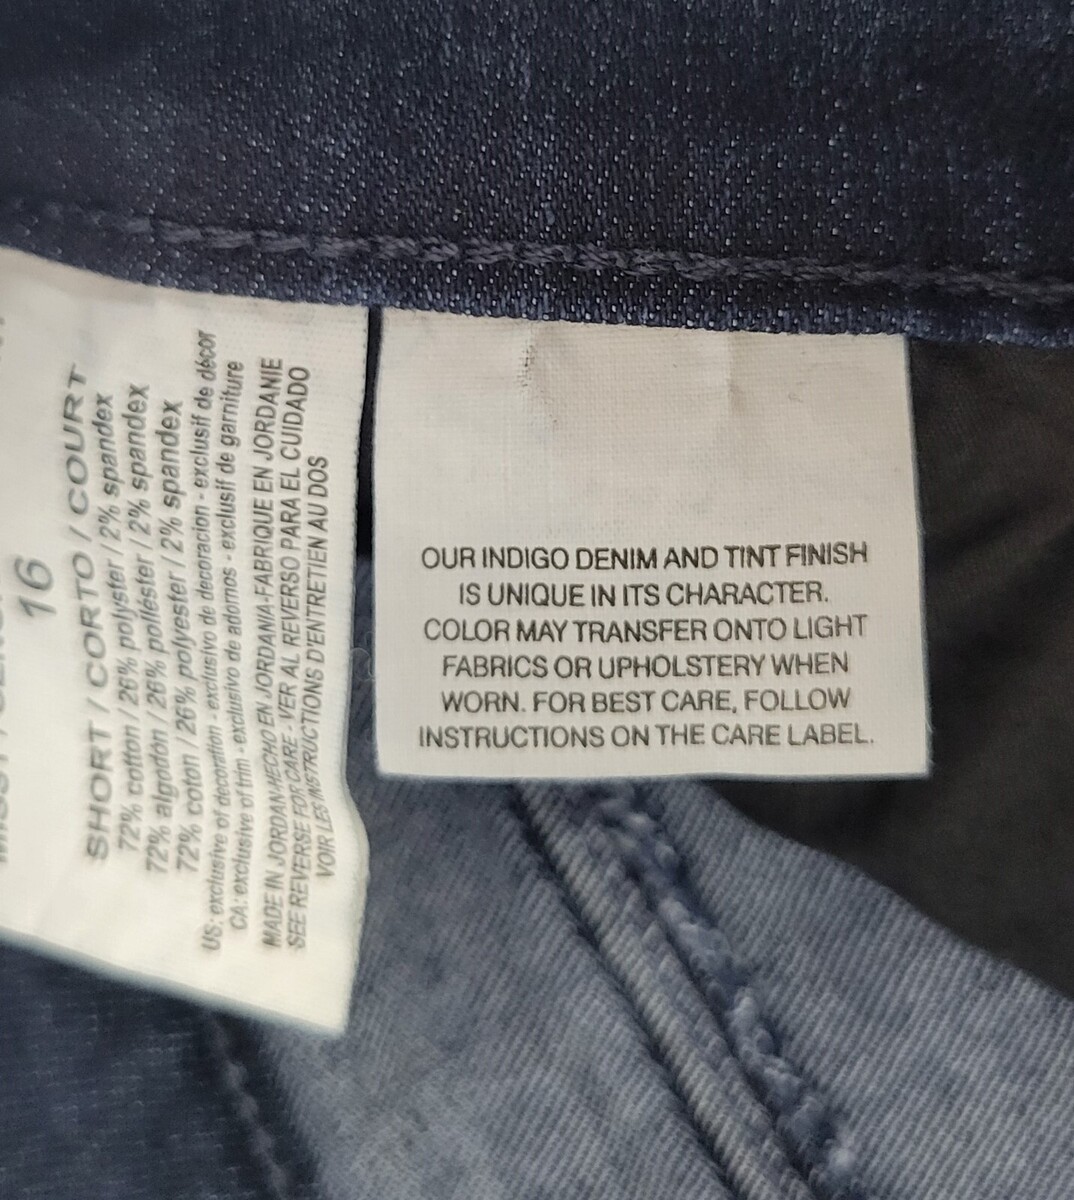 16
SHORT / CORTO / COURT
72% cotton / 26% polyster / 2% spandex
72% algodón / 26% poliéster / 2% spandex
72% coton / 26% polyester / 2% spandex
US: exclusive of decoration - exclusivo de decoracion - exclusif de décor
CA: exclusive of trim - exclusivo de adornos - exclusif de garniture
MADE IN JORDAN-HECHO EN JORDANIA-FABRIQUE EN JORDANIE
SEE REVERSE FOR CARE - VER AL REVERSO PARA EL CUIDADO
VOIR LES INSTRUCTIONS D'ENTRETIEN AU DOS
OUR INDIGO DENIM AND TINT FINISH
IS UNIQUE IN ITS CHARACTER.
COLOR MAY TRANSFER ONTO LIGHT
FABRICS OR UPHOLSTERY WHEN
WORN. FOR BEST CARE, FOLLOW
INSTRUCTIONS ON THE CARE LABEL.